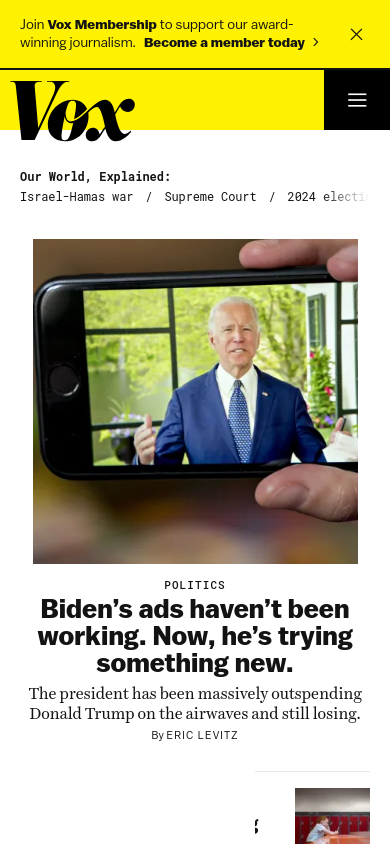 Join Vox Membership to support our award-
winning journalism. Become a member today
Vox
Our World, Explained:
Israel-Hamas war / Supreme Court / 2024
POLITICS
Biden's ads haven't been
working. Now, he's trying
something new.
The president has been massively outspending
Donald Trump on the airwaves and still losing.
By ERIC LEVITZ